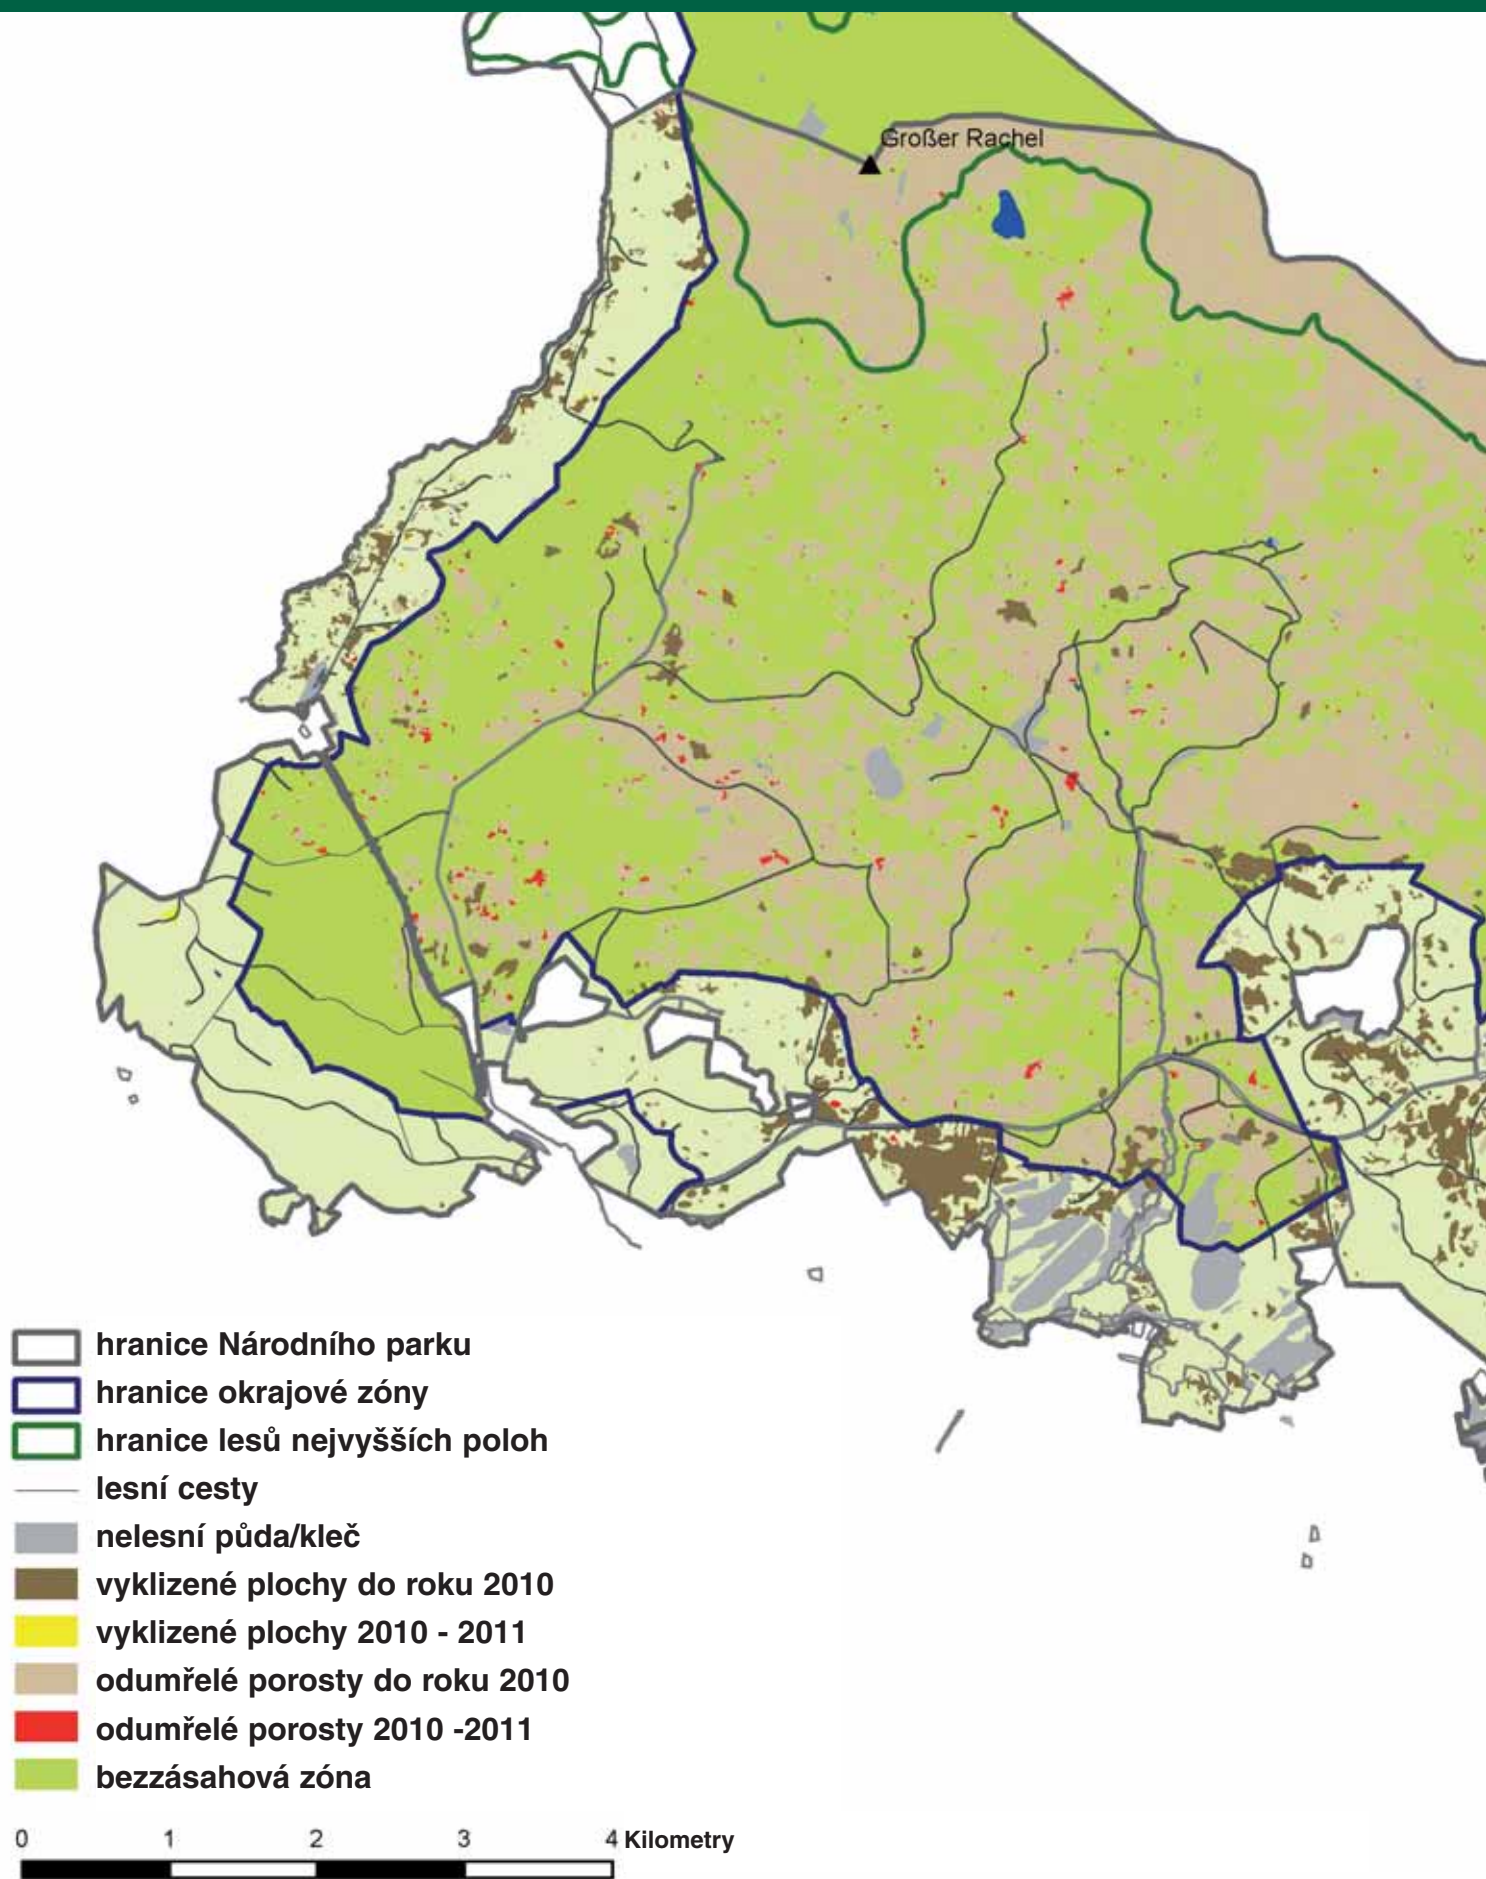 Großer Rachel
hranice Národního parku
hranice okrajové zóny
hranice lesů nejvyšších poloh
lesní cesty
nelesní půda/kleč
vyklizené plochy do roku 2010
vyklizené plochy 2010 - 2011
odumřelé porosty do roku 2010
odumřelé porosty 2010 -2011
bezzásahová zóna
0 1 2 3 4 Kilometry